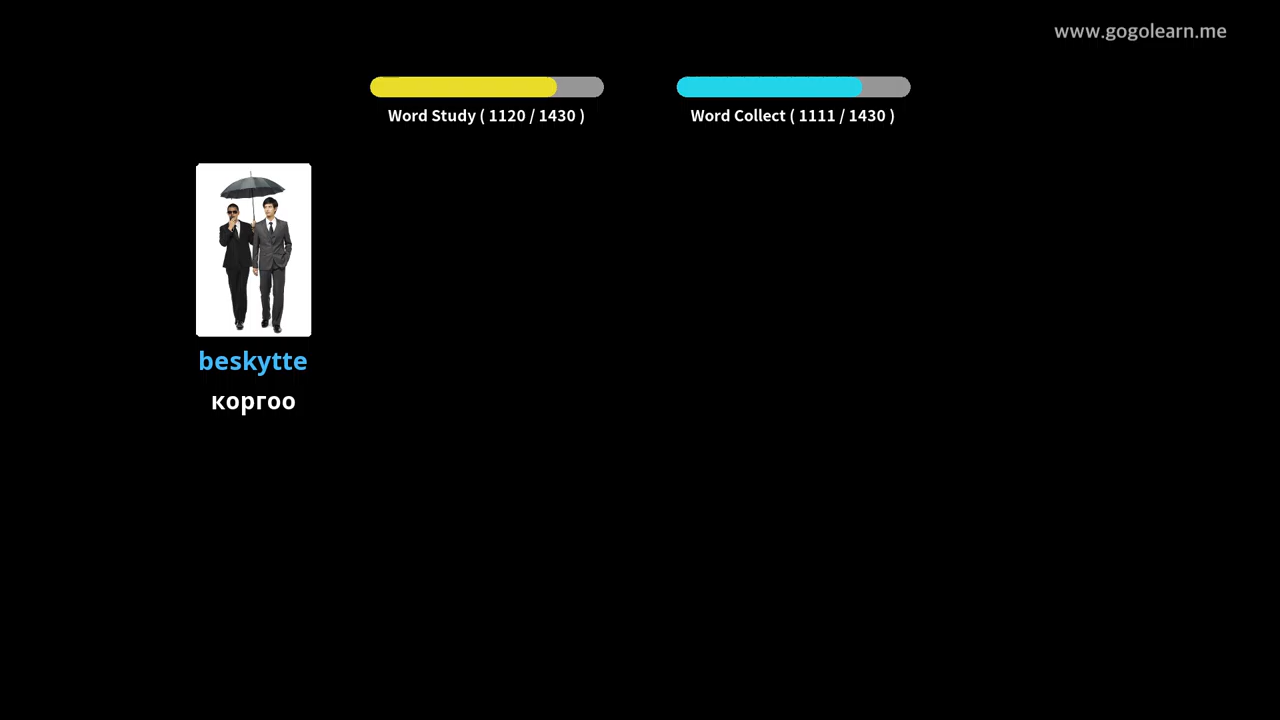 www.gogolearn.me
Word Study ( 1120 / 1430 )
Word Collect ( 1111 / 1430 )
beskytte
коргоо